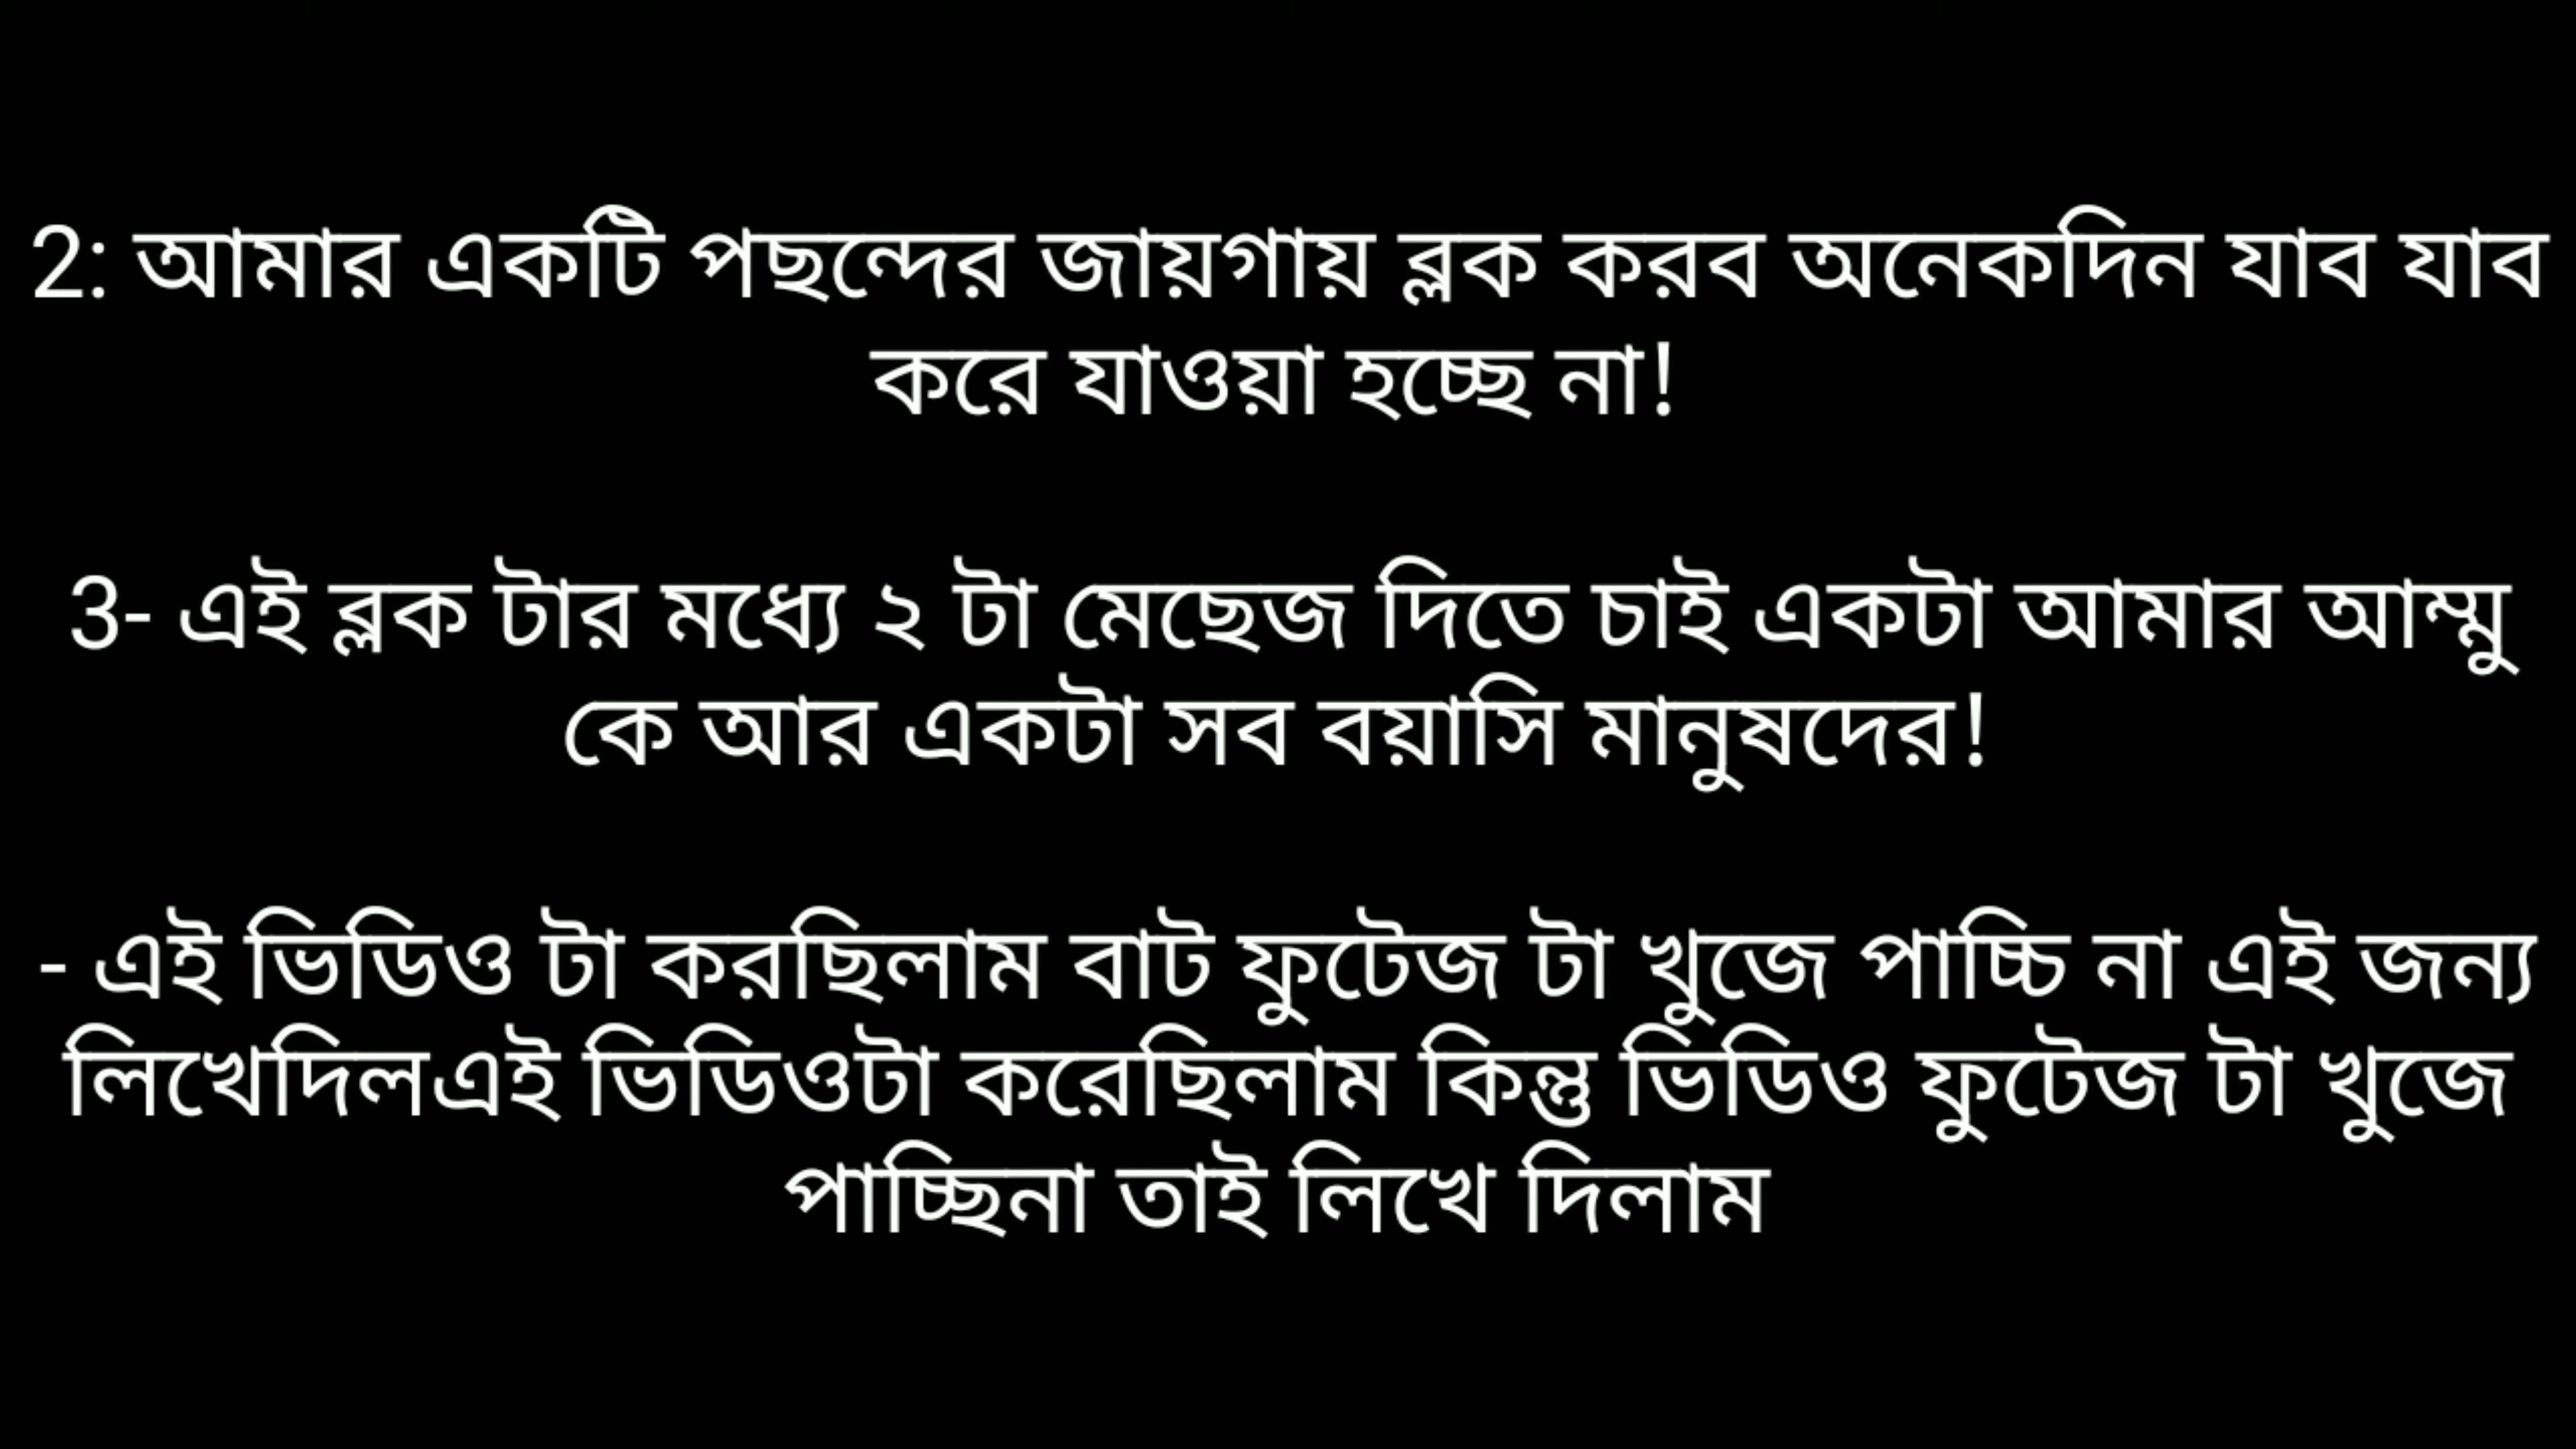 2: আমার একটি পছন্দের জায়গায় ব্লক করব অনেকদিন যাব যাব
করে যাওয়া হচ্ছে না!
3- এই ব্লক টার মধ্যে ২ টা মেছেজ দিতে চাই একটা আমার আম্মু
কে আর একটা সব বয়াসি মানুষদের!
- এই ভিডিও টা করছিলাম বাট ফুটেজ টা খুজে পাচ্চি না এই জন্য
লিখেদিলএই ভিডিওটা করেছিলাম কিন্তু ভিডিও ফুটেজ টা খুজে
পাচ্ছিনা তাই লিখে দিলাম